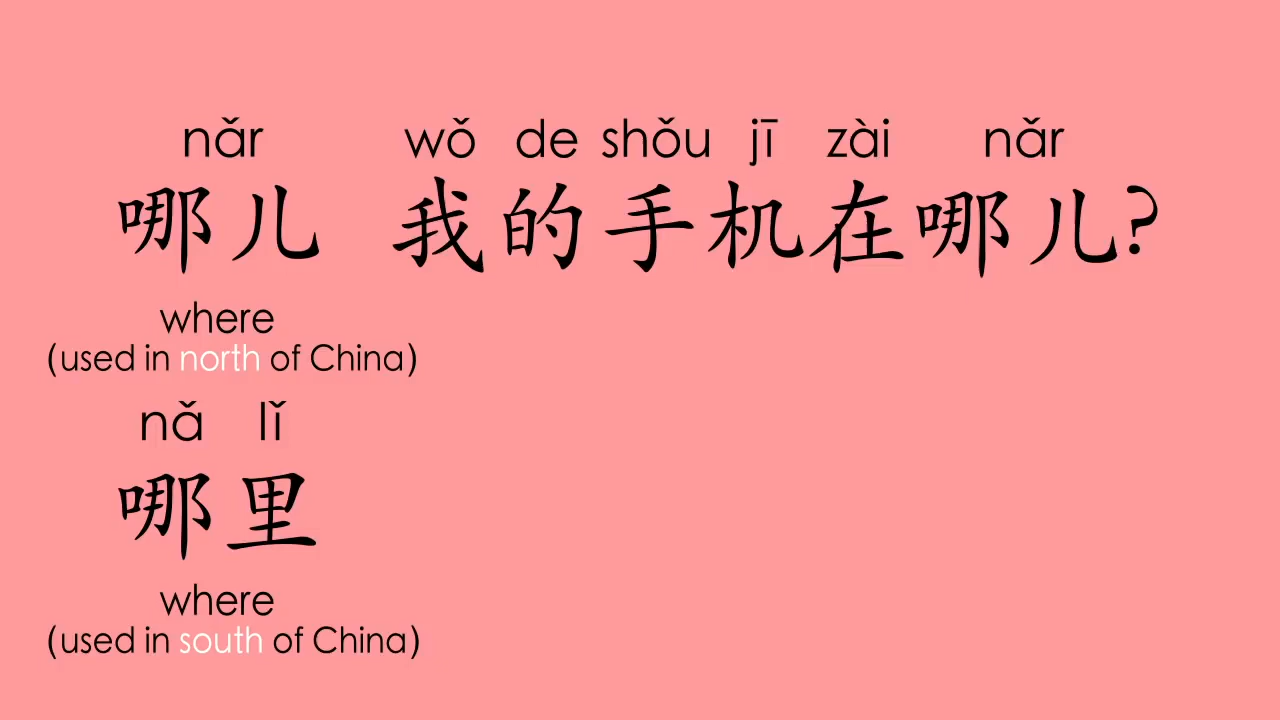 nǎr wǒ de shǒu jī zài nǎr
哪儿 我的手机在哪儿?
where
(used in north of China)
nǎ lǐ
哪里
where
(used in south of China)